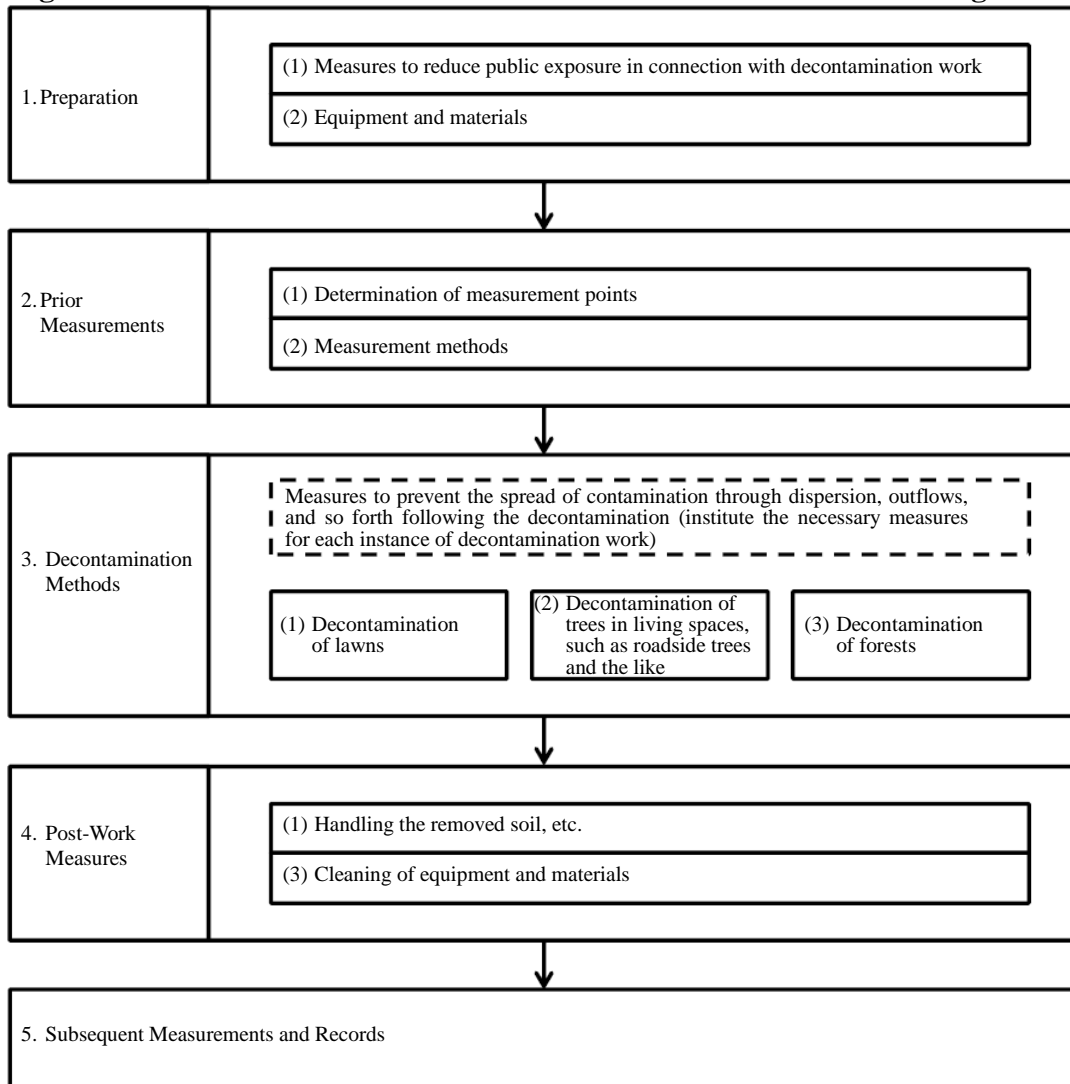 (1) Measures to reduce public exposure in connection with decontamination work
1. Preparation
(2) Equipment and materials
(1) Determination of measurement points
2. Prior
Measurements
(2) Measurement methods
Measures to prevent the spread of contamination through dispersion, outflows,
and so forth following the decontamination (institute the necessary measures
for each instance of decontamination work)
3. Decontamination
Methods
(1) Decontamination
of lawns
(2) Decontamination of
trees in living spaces,
such as roadside trees
and the like
(3) Decontamination
of forests
(1) Handling the removed soil, etc.
4. Post-Work
Measures
(3) Cleaning of equipment and materials
5. Subsequent Measurements and Records